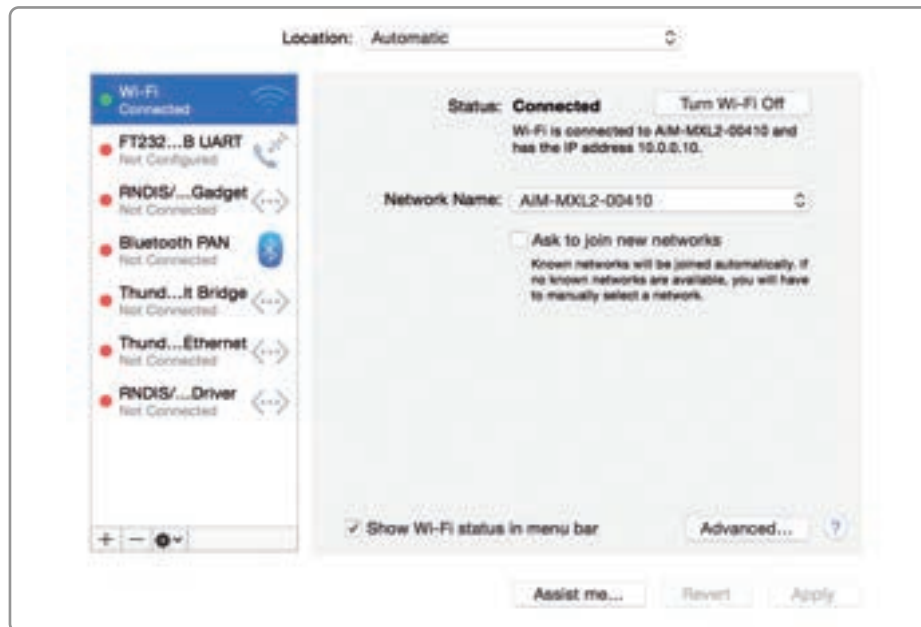 Location: Automatic
Wi-Fi
Connected
FT232...B UART
Not Configured
RNDIS/...Gadget
Not Connected
Bluetooth PAN
Not Connected
Thund...lt Bridge
Not Connected
Thund...Ethernet
Not Connected
RNDIS/...Driver
Not Connected
Status: Connected
Turn Wi-Fi Off
Wi-Fi is connected to AiM-MXL2-00410 and
has the IP address 10.0.0.10.
Network Name: AiM-MXL2-00410
Ask to join new networks
Known networks will be joined automatically. If
no known networks are available, you will have
to manually select a network.
Show Wi-Fi status in menu bar
Advanced...
?
Assist me...
Revert
Apply